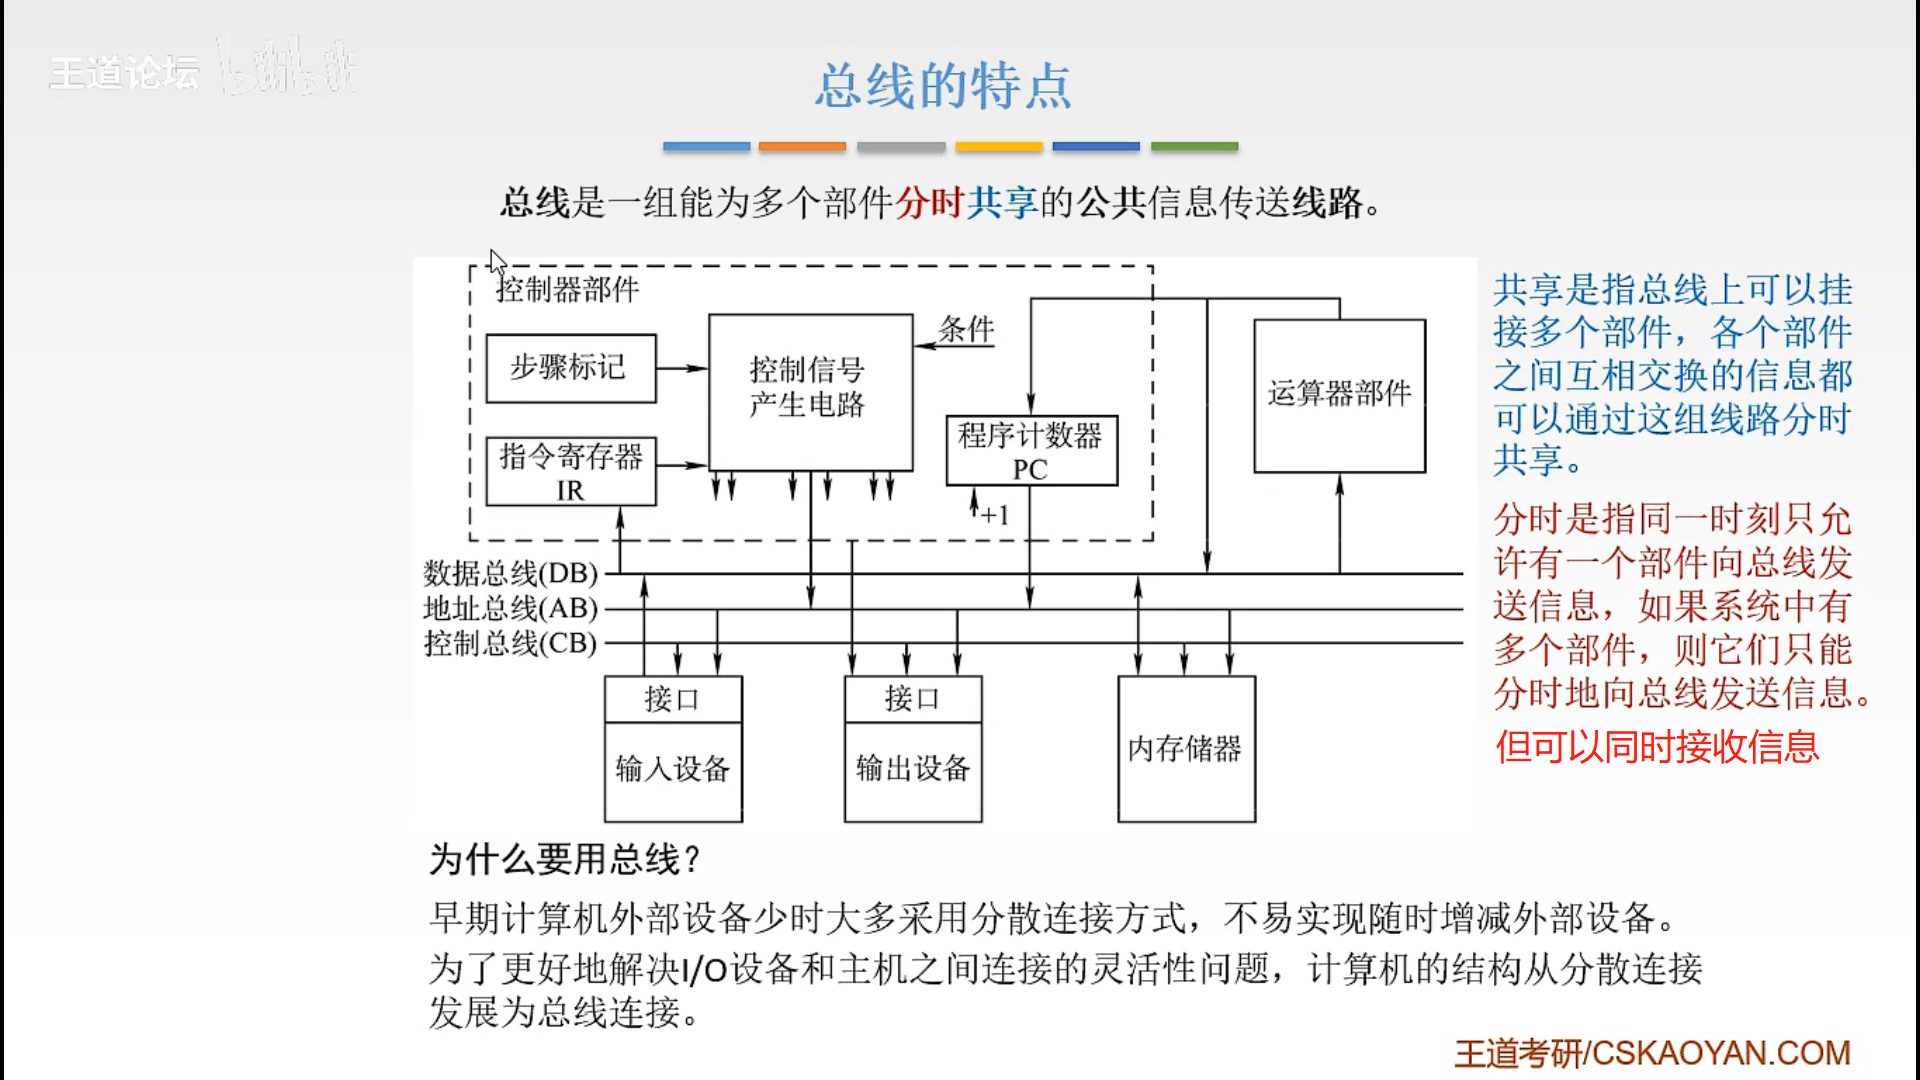 王道论坛 bilibili
总线的特点
总线是一组能为多个部件分时共享的公共信息传送线路。
控制器部件
步骤标记
指令寄存器
IR
控制信号
产生电路
条件
程序计数器
PC
+1
运算器部件
数据总线(DB)
地址总线(AB)
控制总线(CB)
接口
输入设备
接口
输出设备
内存储器
共享是指总线上可以挂
接多个部件，各个部件
之间互相交换的信息都
可以通过这组线路分时
共享。
分时是指同一时刻只允
许有一个部件向总线发
送信息，如果系统中有
多个部件，则它们只能
分时地向总线发送信息。
但可以同时接收信息
为什么要用总线？
早期计算机外部设备少时大多采用分散连接方式，不易实现随时增减外部设备。
为了更好地解决I/O设备和主机之间连接的灵活性问题，计算机的结构从分散连接
发展为总线连接。
王道考研/CSKAOYAN.COM